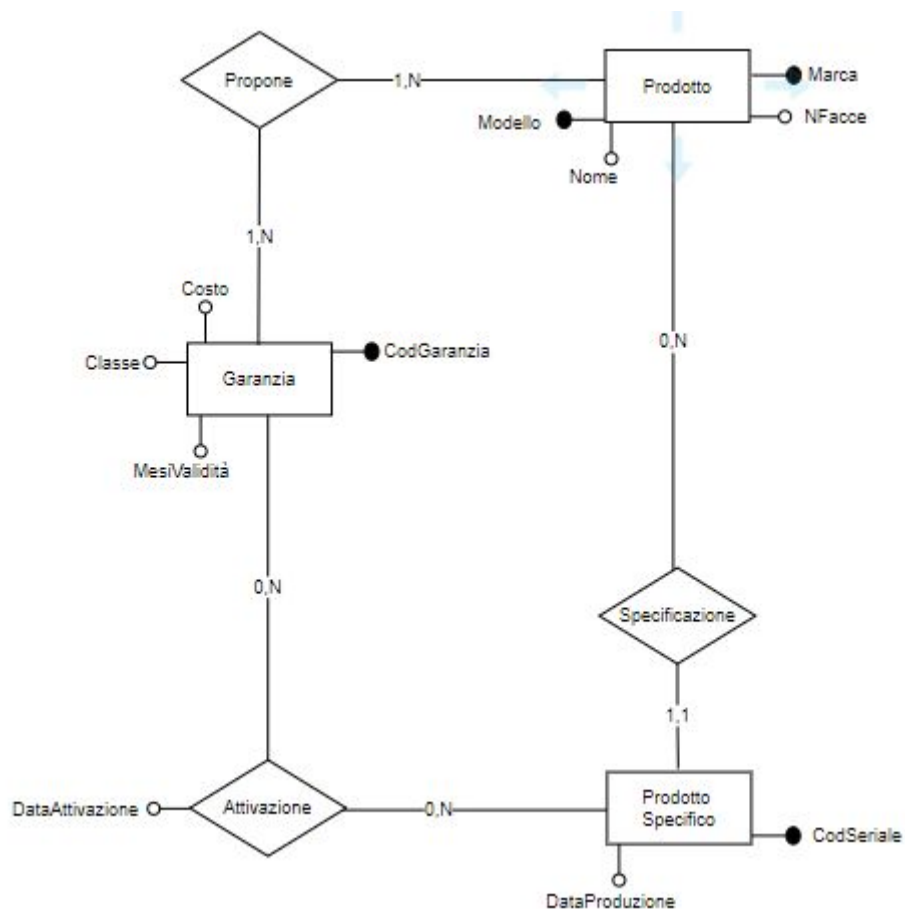 Propone
1,N
Prodotto
Marca
Modello
NFacce
Nome
1,N
Costo
Classe
Garanzia
CodGaranzia
MesiValidità
0,N
0,N
Specificazione
1,1
DataAttivazione
Attivazione
0,N
Prodotto
Specifico
CodSeriale
DataProduzione